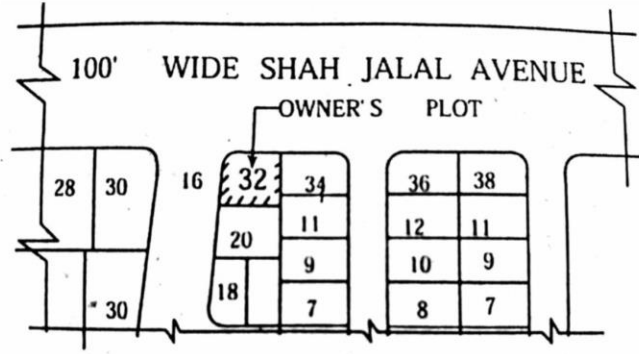 100' WIDE SHAH JALAL AVENUE
OWNER'S PLOT
28 30 16 32 34 36 38
20 11 12 11
9 10 9
30 18 7 8 7